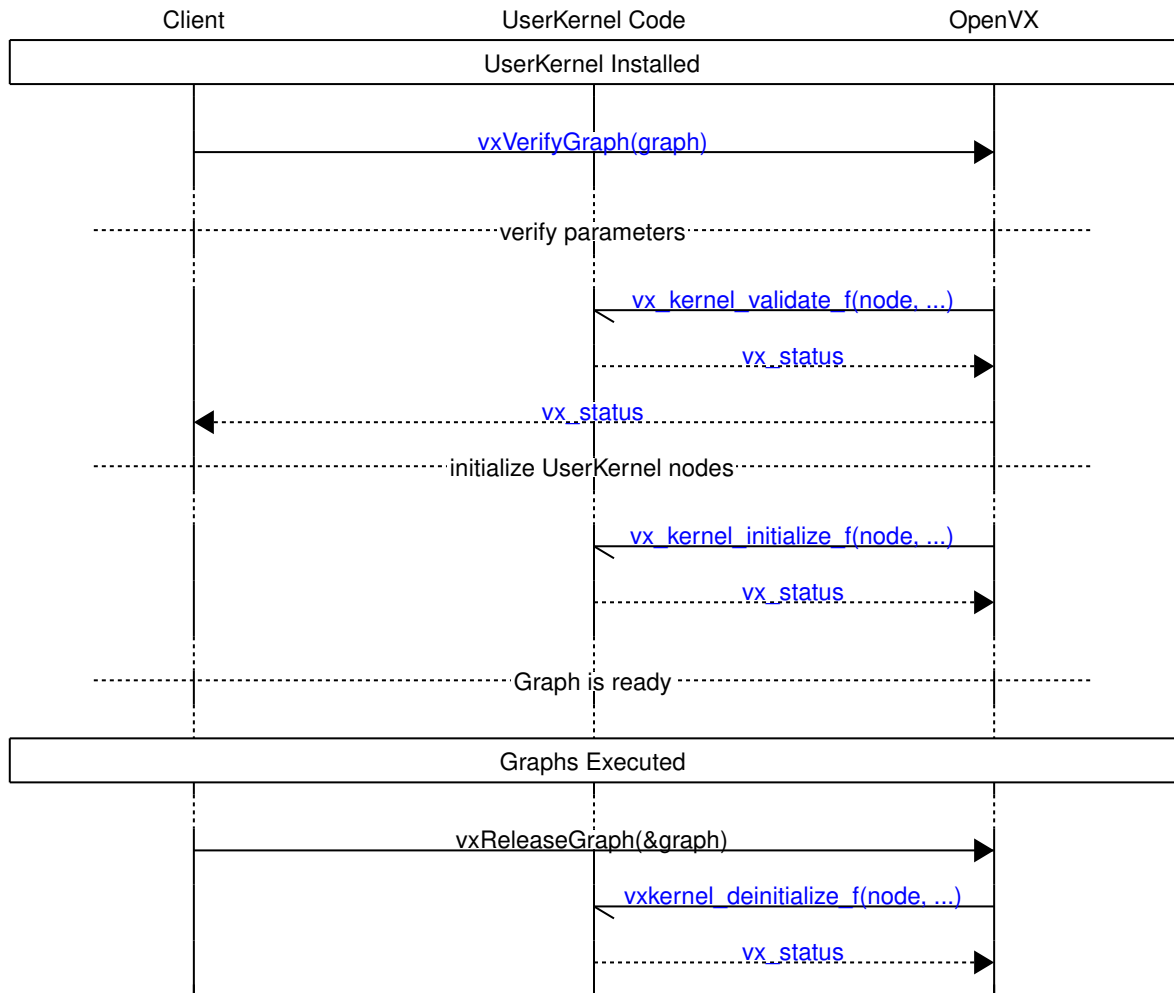 Client UserKernel Code OpenVX
UserKernel Installed
vxVerifyGraph(graph)
verify parameters
vx_kernel_validate_f(node, ...)
vx_status
vx_status
initialize UserKernel nodes
vx_kernel_initialize_f(node, ...)
vx_status
Graph is ready
Graphs Executed
vxReleaseGraph(&graph)
vxkernel_deinitialize_f(node, ...)
vx_status